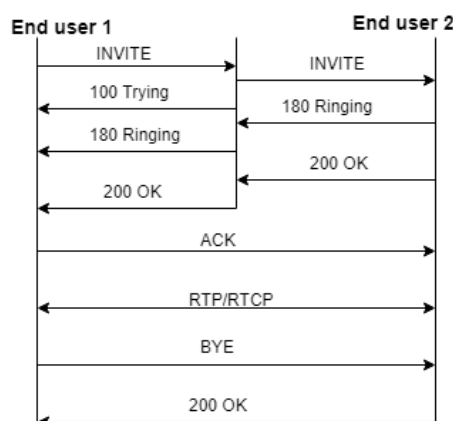 End user 1
End user 2
INVITE
INVITE
100 Trying
180 Ringing
180 Ringing
200 OK
200 OK
ACK
RTP/RTCP
BYE
200 OK